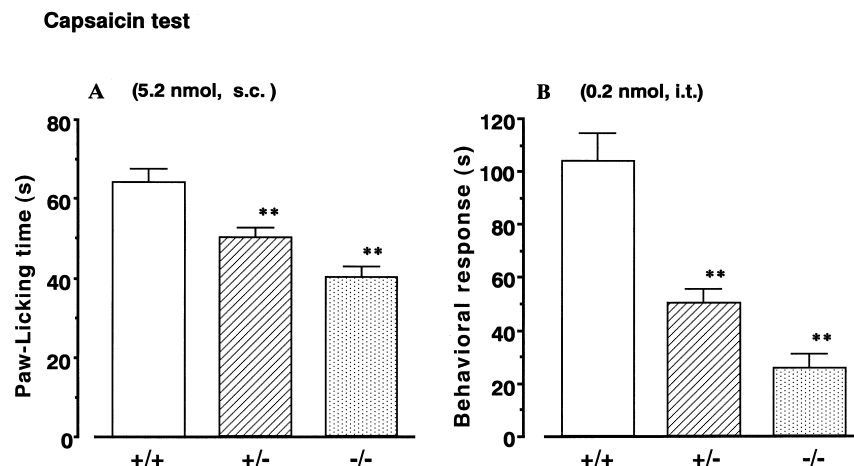 Capsaicin test
A (5.2 nmol, s.c. )
80
60
40
20
0
Paw-Licking time (s)
**
**
+/+ +/- -/-
B (0.2 nmol, i.t.)
120
100
80
60
40
20
0
Behavioral response (s)
**
**
+/+ +/- -/-